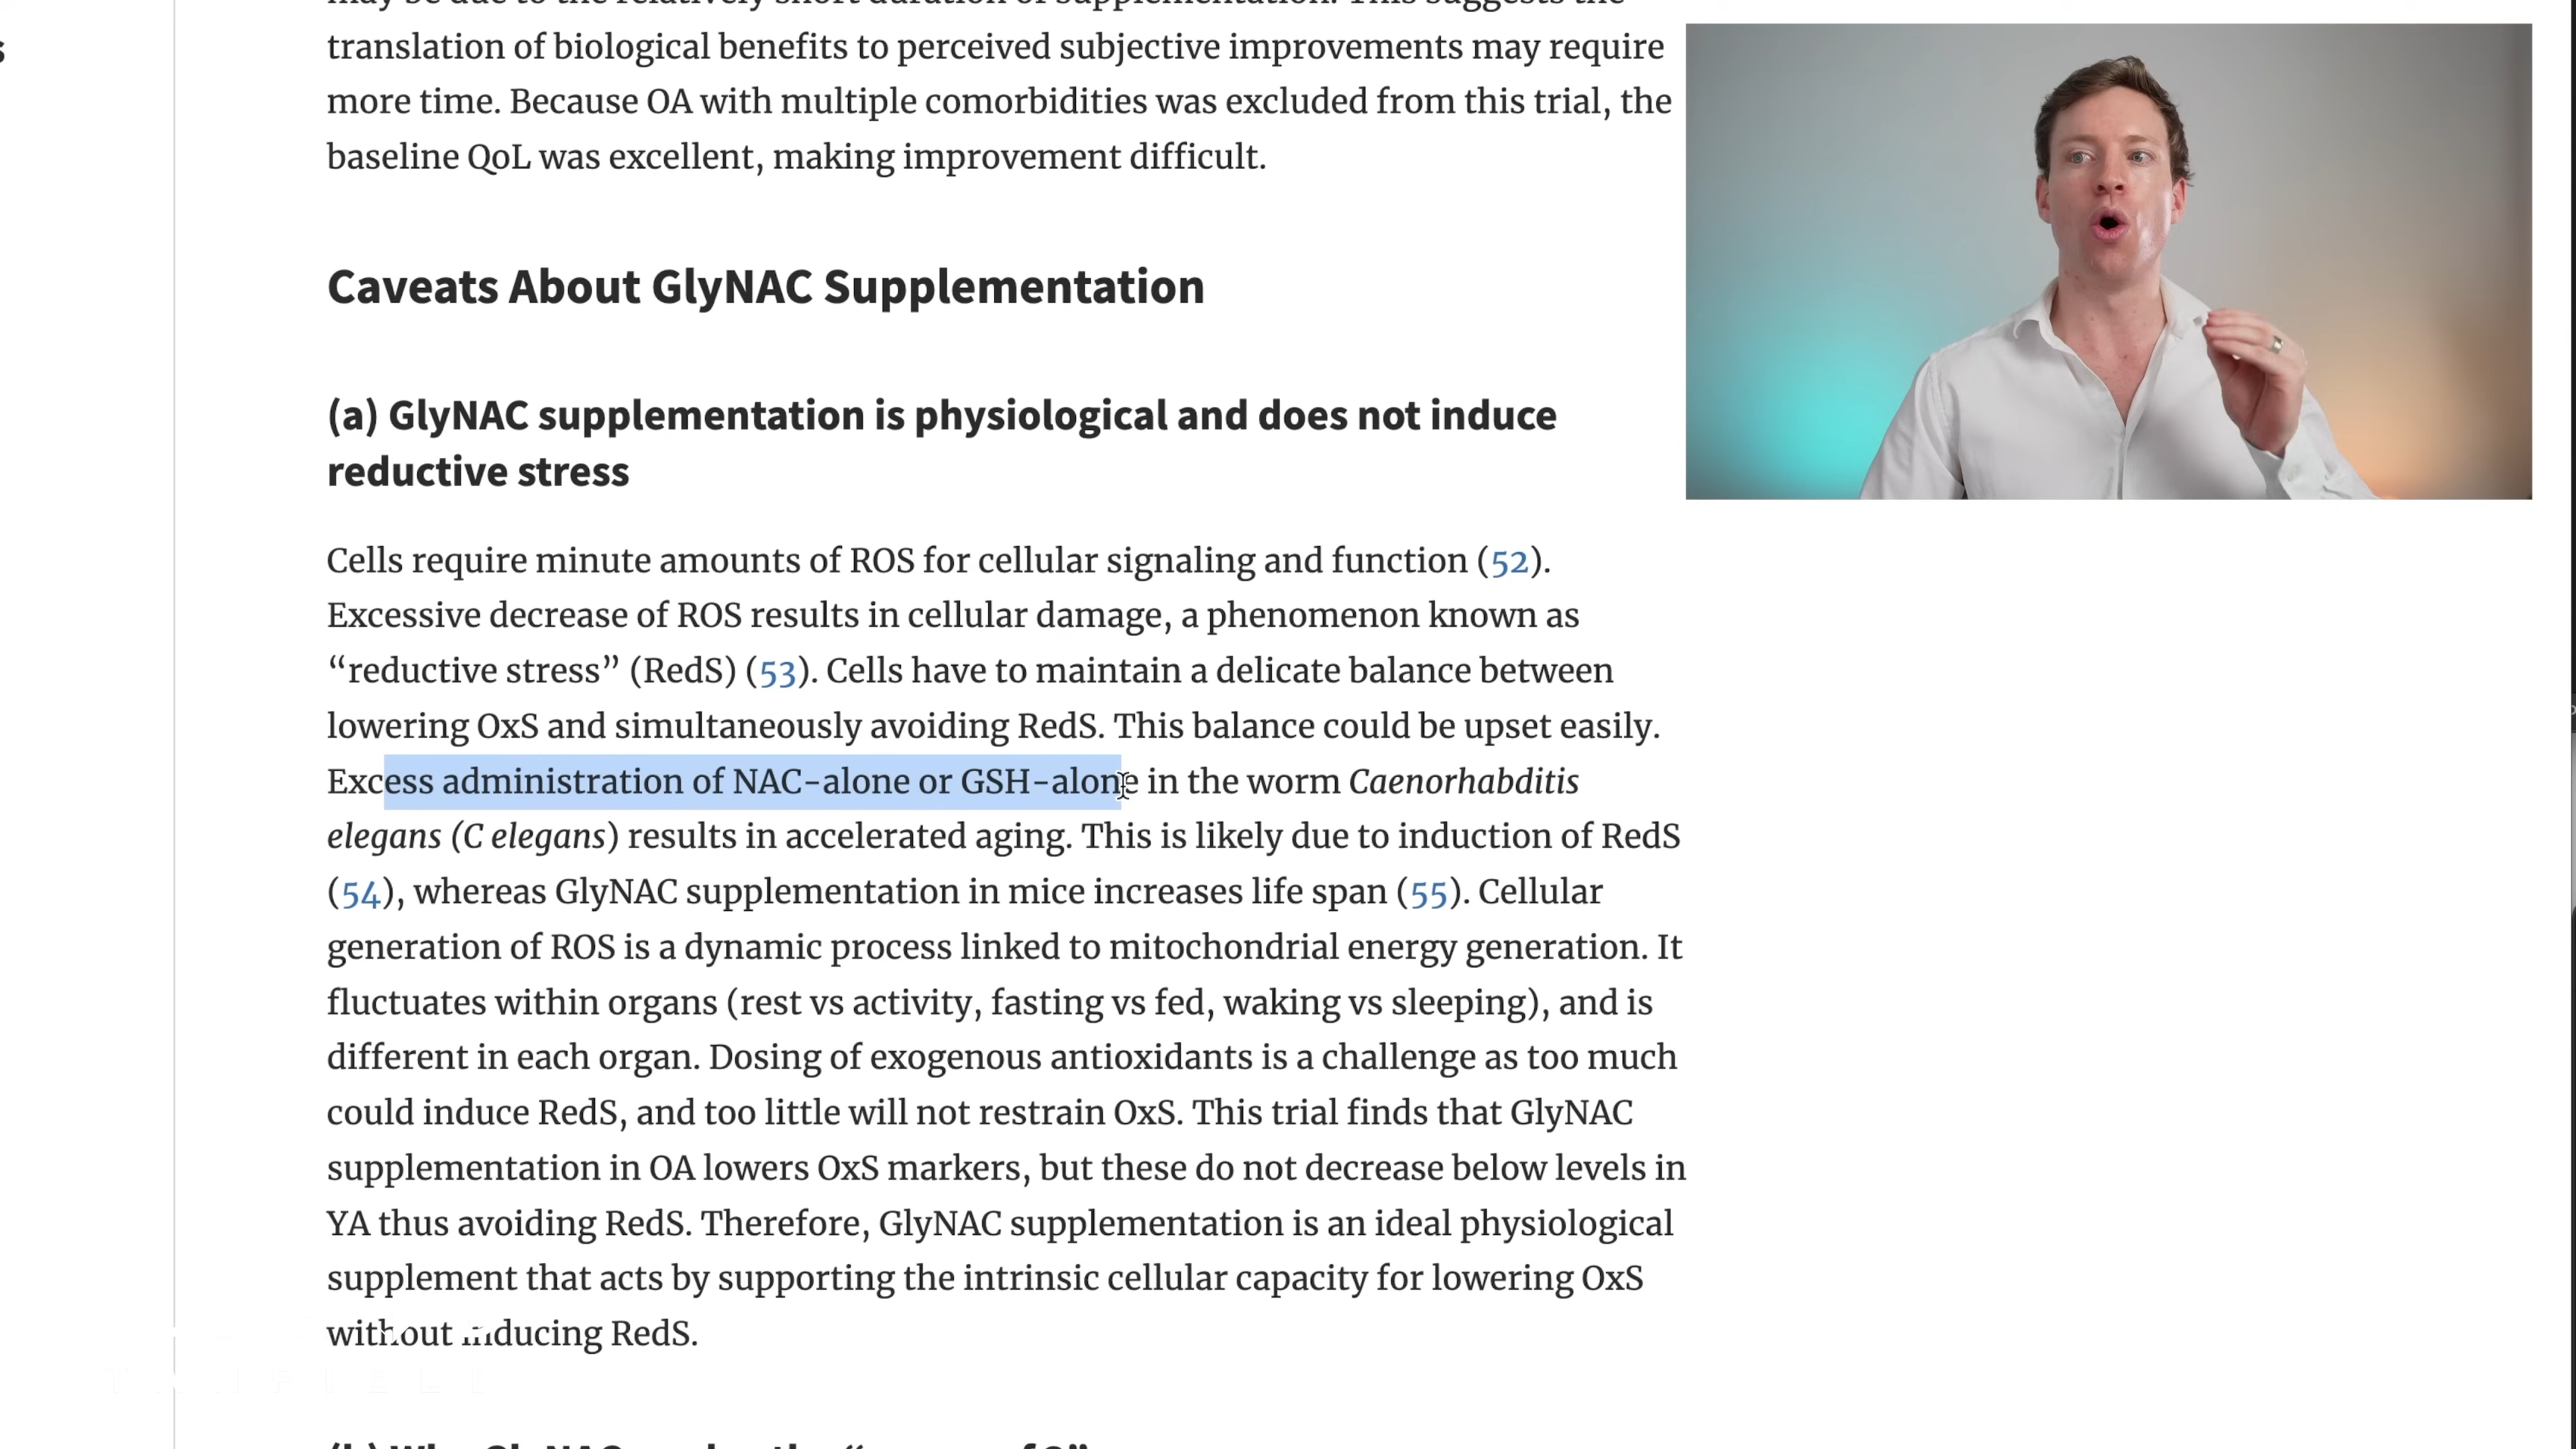 translation of biological benefits to perceived subjective improvements may require
more time. Because OA with multiple comorbidities was excluded from this trial, the
baseline QoL was excellent, making improvement difficult.
Caveats About GlyNAC Supplementation
(a) GlyNAC supplementation is physiological and does not induce
reductive stress
Cells require minute amounts of ROS for cellular signaling and function (52).
Excessive decrease of ROS results in cellular damage, a phenomenon known as
“reductive stress” (RedS) (53). Cells have to maintain a delicate balance between
lowering OxS and simultaneously avoiding RedS. This balance could be upset easily.
Excess administration of NAC-alone or GSH-alone in the worm Caenorhabditis
elegans (C elegans) results in accelerated aging. This is likely due to induction of RedS
(54), whereas GlyNAC supplementation in mice increases life span (55). Cellular
generation of ROS is a dynamic process linked to mitochondrial energy generation. It
fluctuates within organs (rest vs activity, fasting vs fed, waking vs sleeping), and is
different in each organ. Dosing of exogenous antioxidants is a challenge as too much
could induce RedS, and too little will not restrain OxS. This trial finds that GlyNAC
supplementation in OA lowers OxS markers, but these do not decrease below levels in
YA thus avoiding RedS. Therefore, GlyNAC supplementation is an ideal physiological
supplement that acts by supporting the intrinsic cellular capacity for lowering OxS
without inducing RedS.